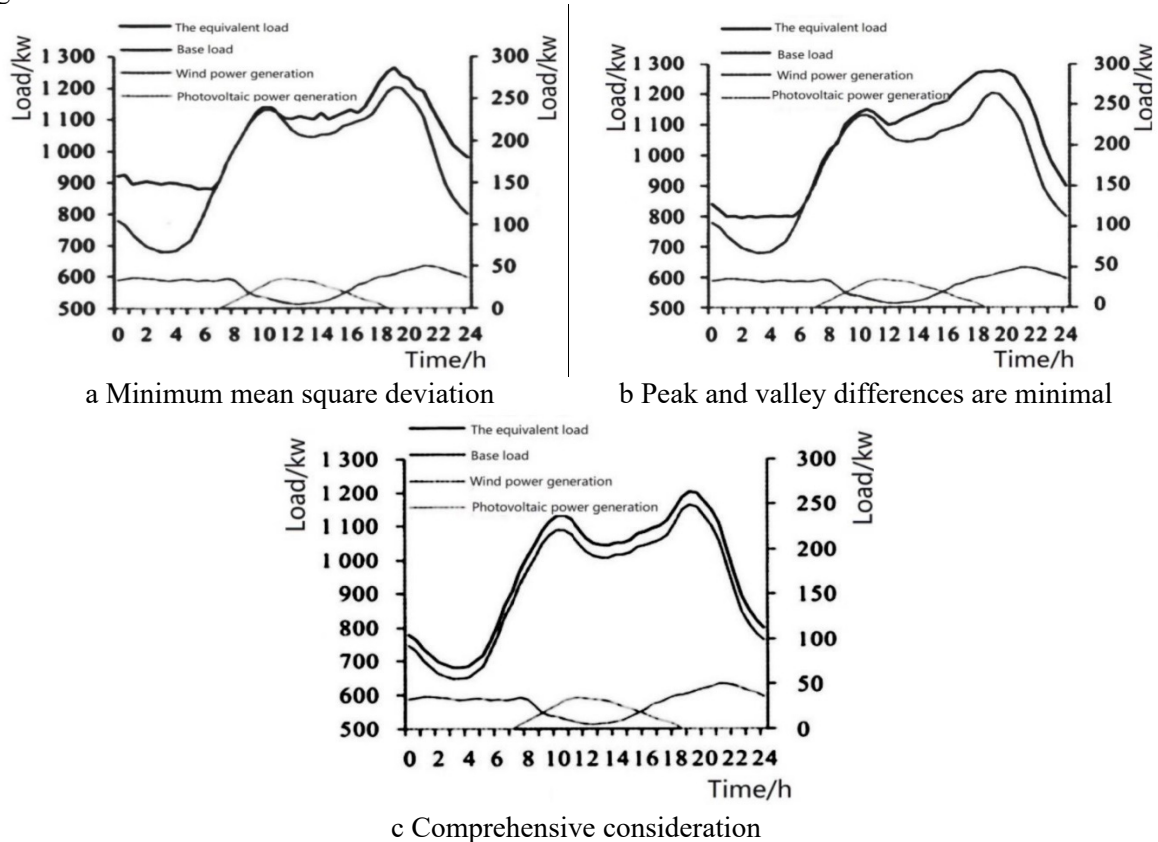 The equivalent load
Base load
Wind power generation
Photovoltaic power generation
Load/kw
1 300
1 200
1 100
1 000
900
800
700
600
500
300
250
200
150
100
50
0
Load/kw
0 2 4 6 8 10 12 14 16 18 20 22 24
Time/h
a Minimum mean square deviation
The equivalent load
Base load
Wind power generation
Photovoltaic power generation
Load/kw
1 300
1 200
1 100
1 000
900
800
700
600
500
300
250
200
150
100
50
0
Load/kw
0 2 4 6 8 10 12 14 16 18 20 22 24
Time/h
b Peak and valley differences are minimal
The equivalent load
Base load
Wind power generation
Photovoltaic power generation
Load/kw
1 300
1 200
1 100
1 000
900
800
700
600
500
300
250
200
150
100
50
0
Load/kw
0 2 4 6 8 10 12 14 16 18 20 22 24
Time/h
c Comprehensive consideration